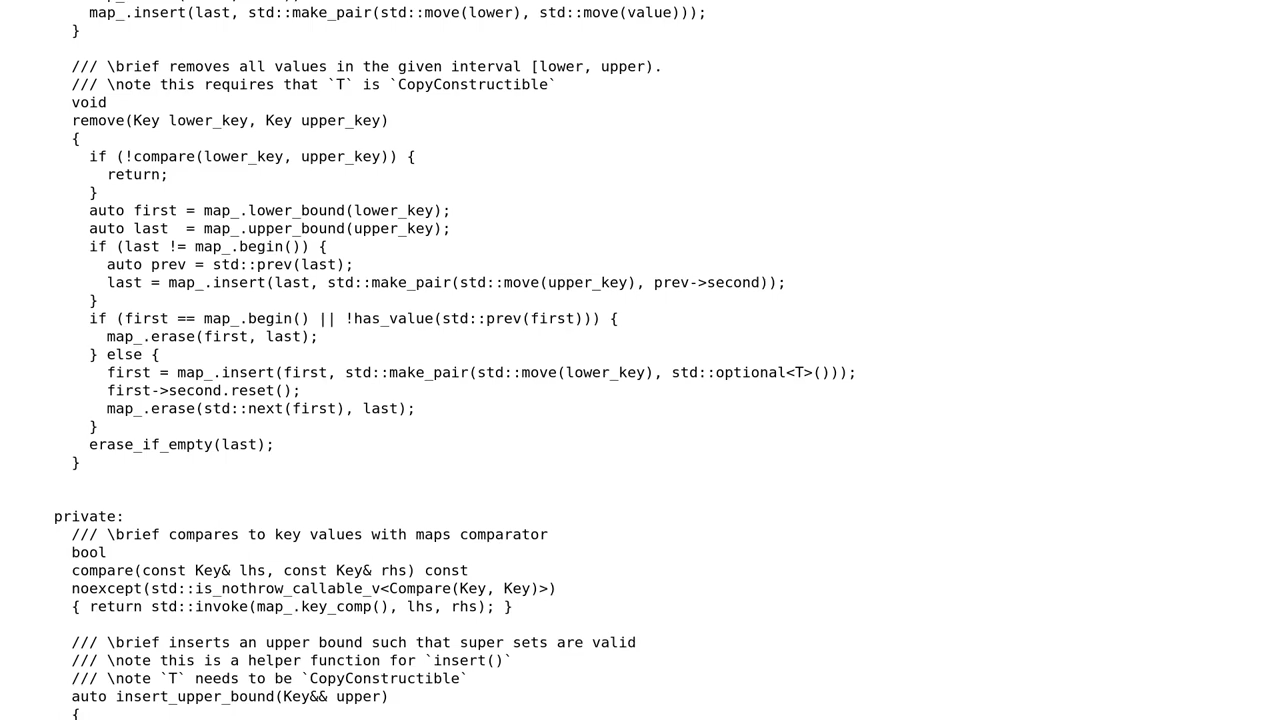 map_.insert(last, std::make_pair(std::move(lower), std::move(value)));
}
/// \brief removes all values in the given interval [lower, upper).
/// \note this requires that `T` is `CopyConstructible`
void
remove(Key lower_key, Key upper_key)
{
if (!compare(lower_key, upper_key)) {
return;
}
auto first = map_.lower_bound(lower_key);
auto last  = map_.upper_bound(upper_key);
if (last != map_.begin()) {
auto prev = std::prev(last);
last = map_.insert(last, std::make_pair(std::move(upper_key), prev->second));
}
if (first == map_.begin() || !has_value(std::prev(first))) {
map_.erase(first, last);
} else {
first = map_.insert(first, std::make_pair(std::move(lower_key), std::optional<T>()));
first->second.reset();
map_.erase(std::next(first), last);
}
erase_if_empty(last);
}
private:
/// \brief compares to key values with maps comparator
bool
compare(const Key& lhs, const Key& rhs) const
noexcept(std::is_nothrow_callable_v<Compare(Key, Key)>)
{ return std::invoke(map_.key_comp(), lhs, rhs); }
/// \brief inserts an upper bound such that super sets are valid
/// \note this is a helper function for `insert()`
/// \note `T` needs to be `CopyConstructible`
auto insert_upper_bound(Key&& upper)
{